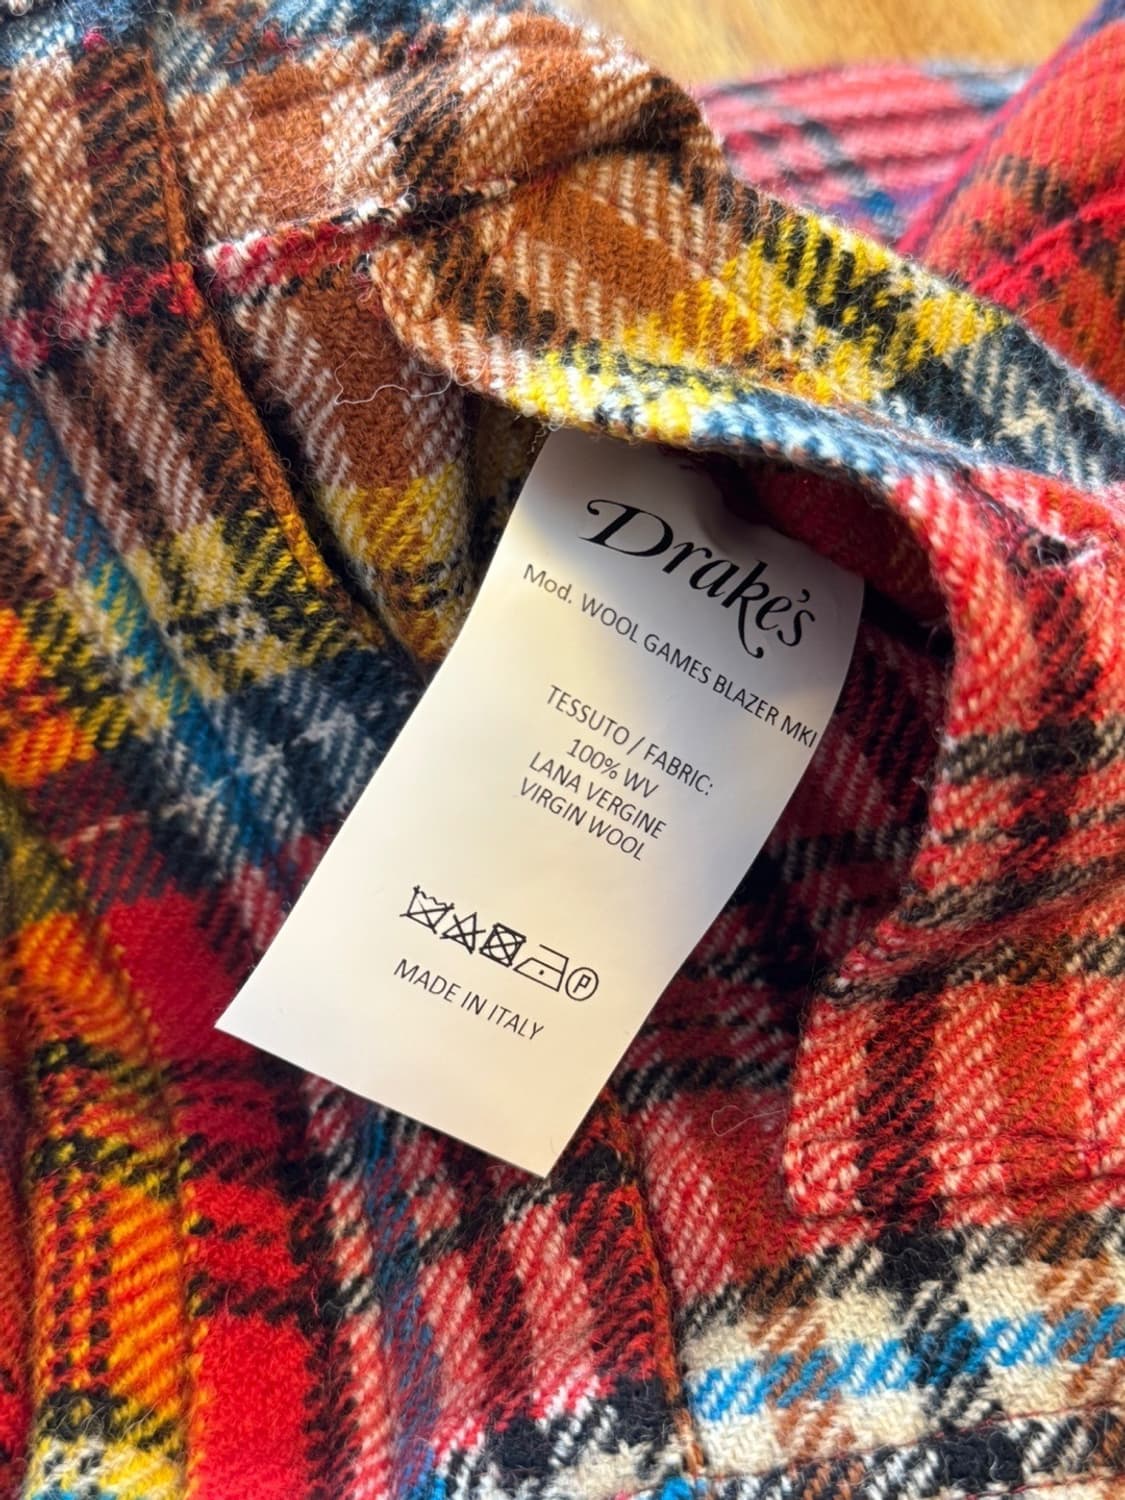 Drake's
Mod. WOOL GAMES BLAZER MKI
TESSUTO / FABRIC:
100% WV
LANA VERGINE
VIRGIN WOOL
P
MADE IN ITALY